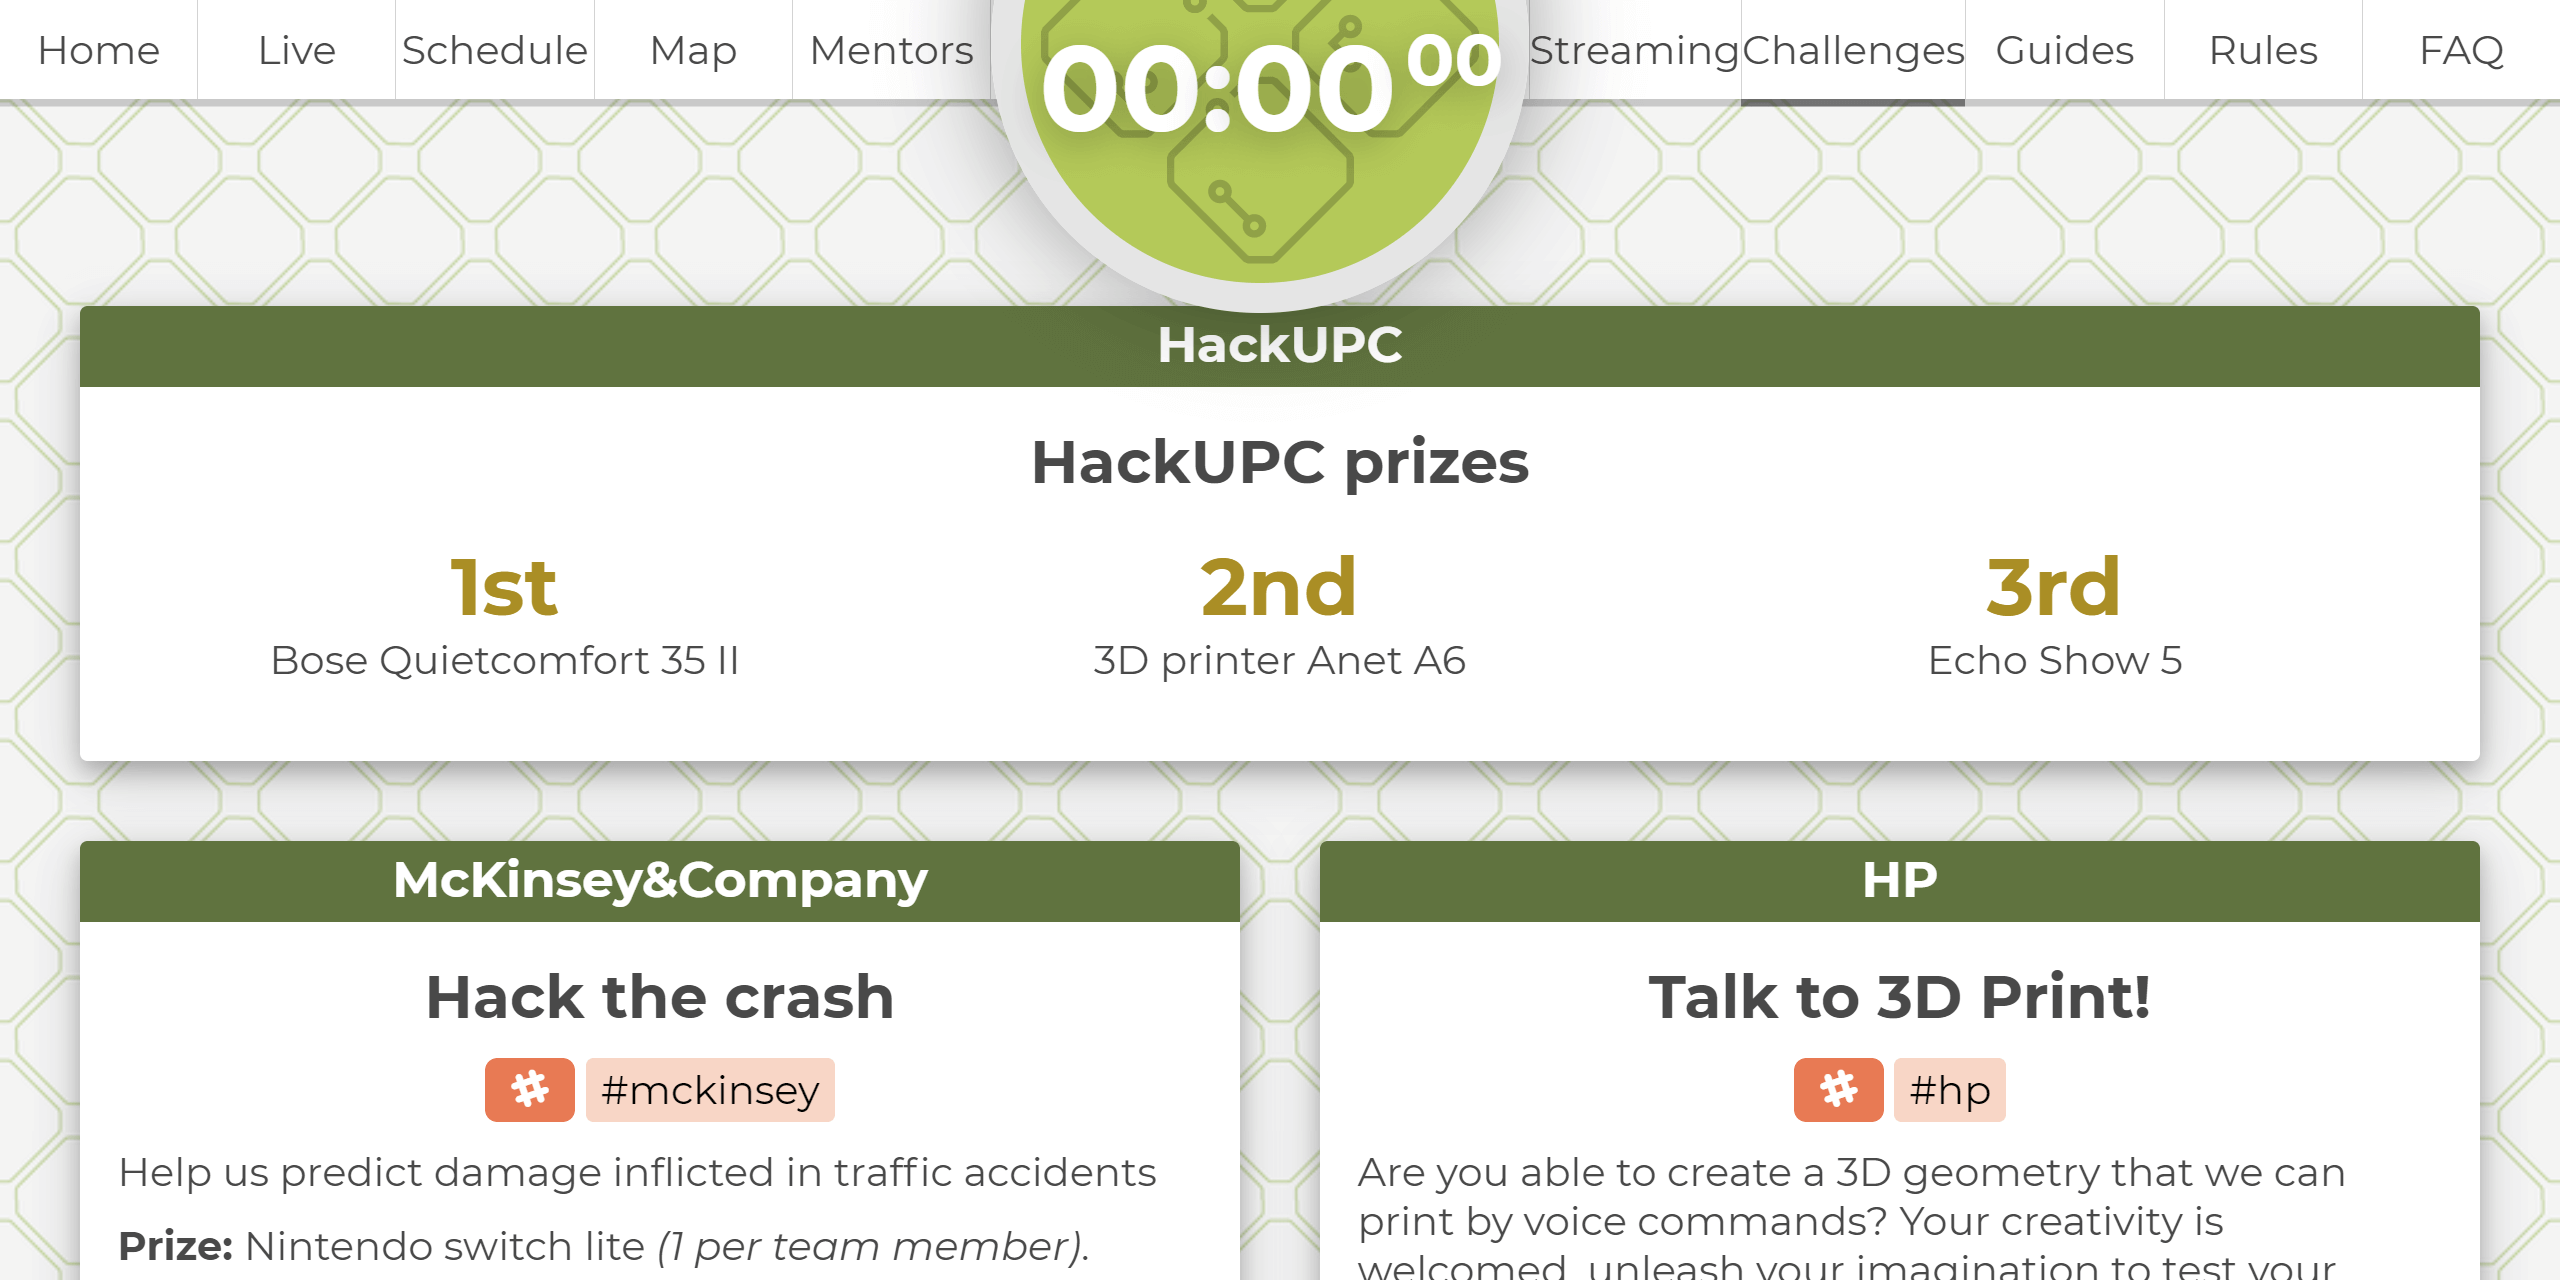 Home Live Schedule Map Mentors 00:00 00 Streaming Challenges Guides Rules FAQ
HackUPC
HackUPC prizes
1st 2nd 3rd
Bose Quietcomfort 35 II 3D printer Anet A6 Echo Show 5
McKinsey&Company
Hack the crash
#mckinsey
Help us predict damage inflicted in traffic accidents
Prize: Nintendo switch lite (1 per team member).
HP
Talk to 3D Print!
#hp
Are you able to create a 3D geometry that we can
print by voice commands? Your creativity is
welcomed, unleash your imagination to test your